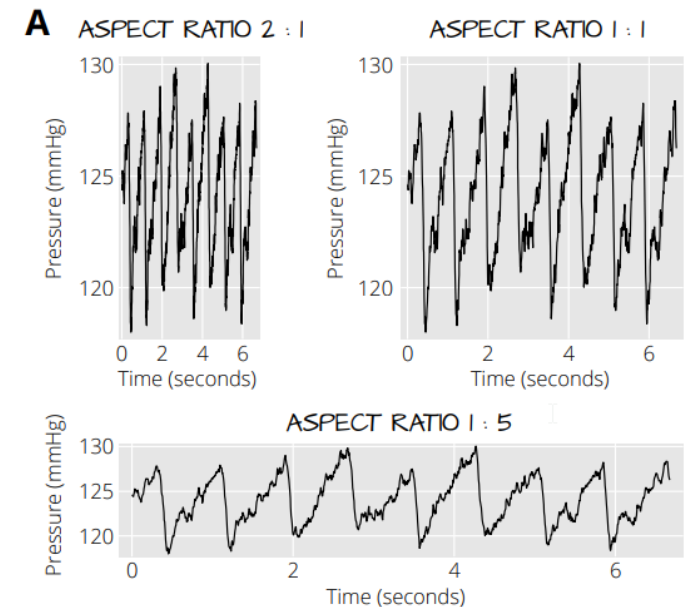 A
ASPECT RATIO 2 : 1
130
125
120
Pressure (mmHg)
0 2 4 6
Time (seconds)
ASPECT RATIO 1 : 1
130
125
120
Pressure (mmHg)
0 2 4 6
Time (seconds)
ASPECT RATIO 1 : 5
130
125
120
Pressure (mmHg)
0 2 4 6
Time (seconds)